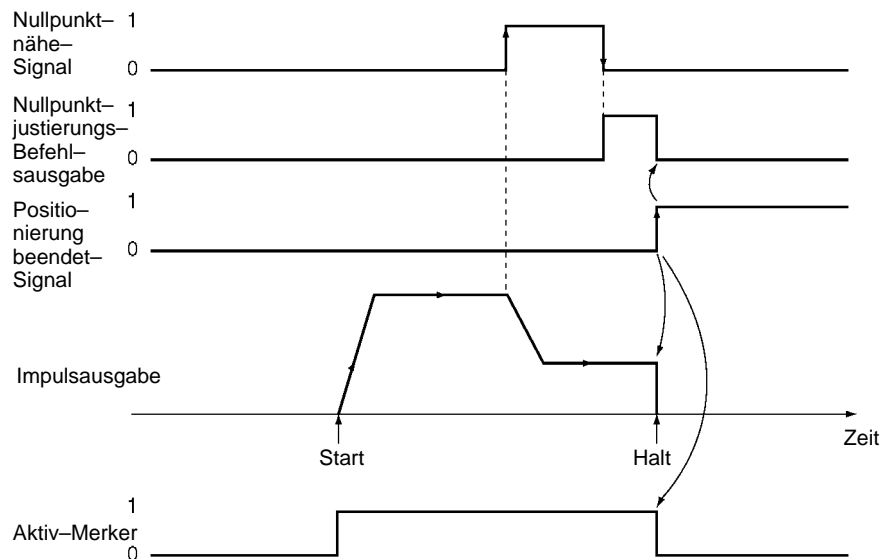 Nullpunkt–
nähe–
Signal
1
0
Nullpunkt–
justierungs–
Befehl–
sausgabe
1
0
Positio–
nierung
beendet–
Signal
1
0
Impulsausgabe
Zeit
Start
Halt
Aktiv–Merker
1
0